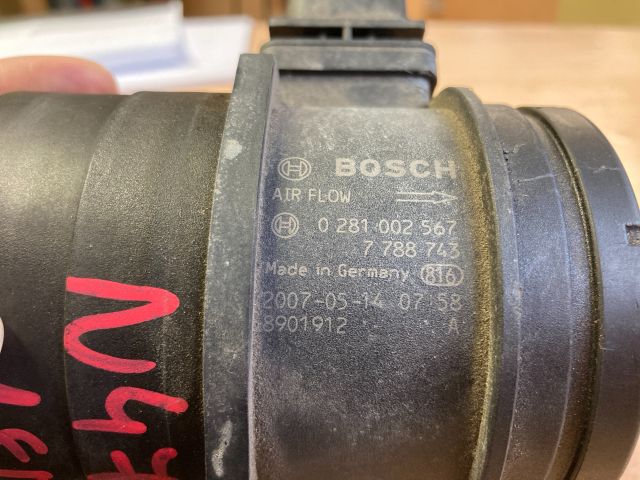 BOSCH
AIR FLOW
0 281 002 567
7 788 743
Made in Germany 816
2007-05-14 07 58
8901912 A
N47